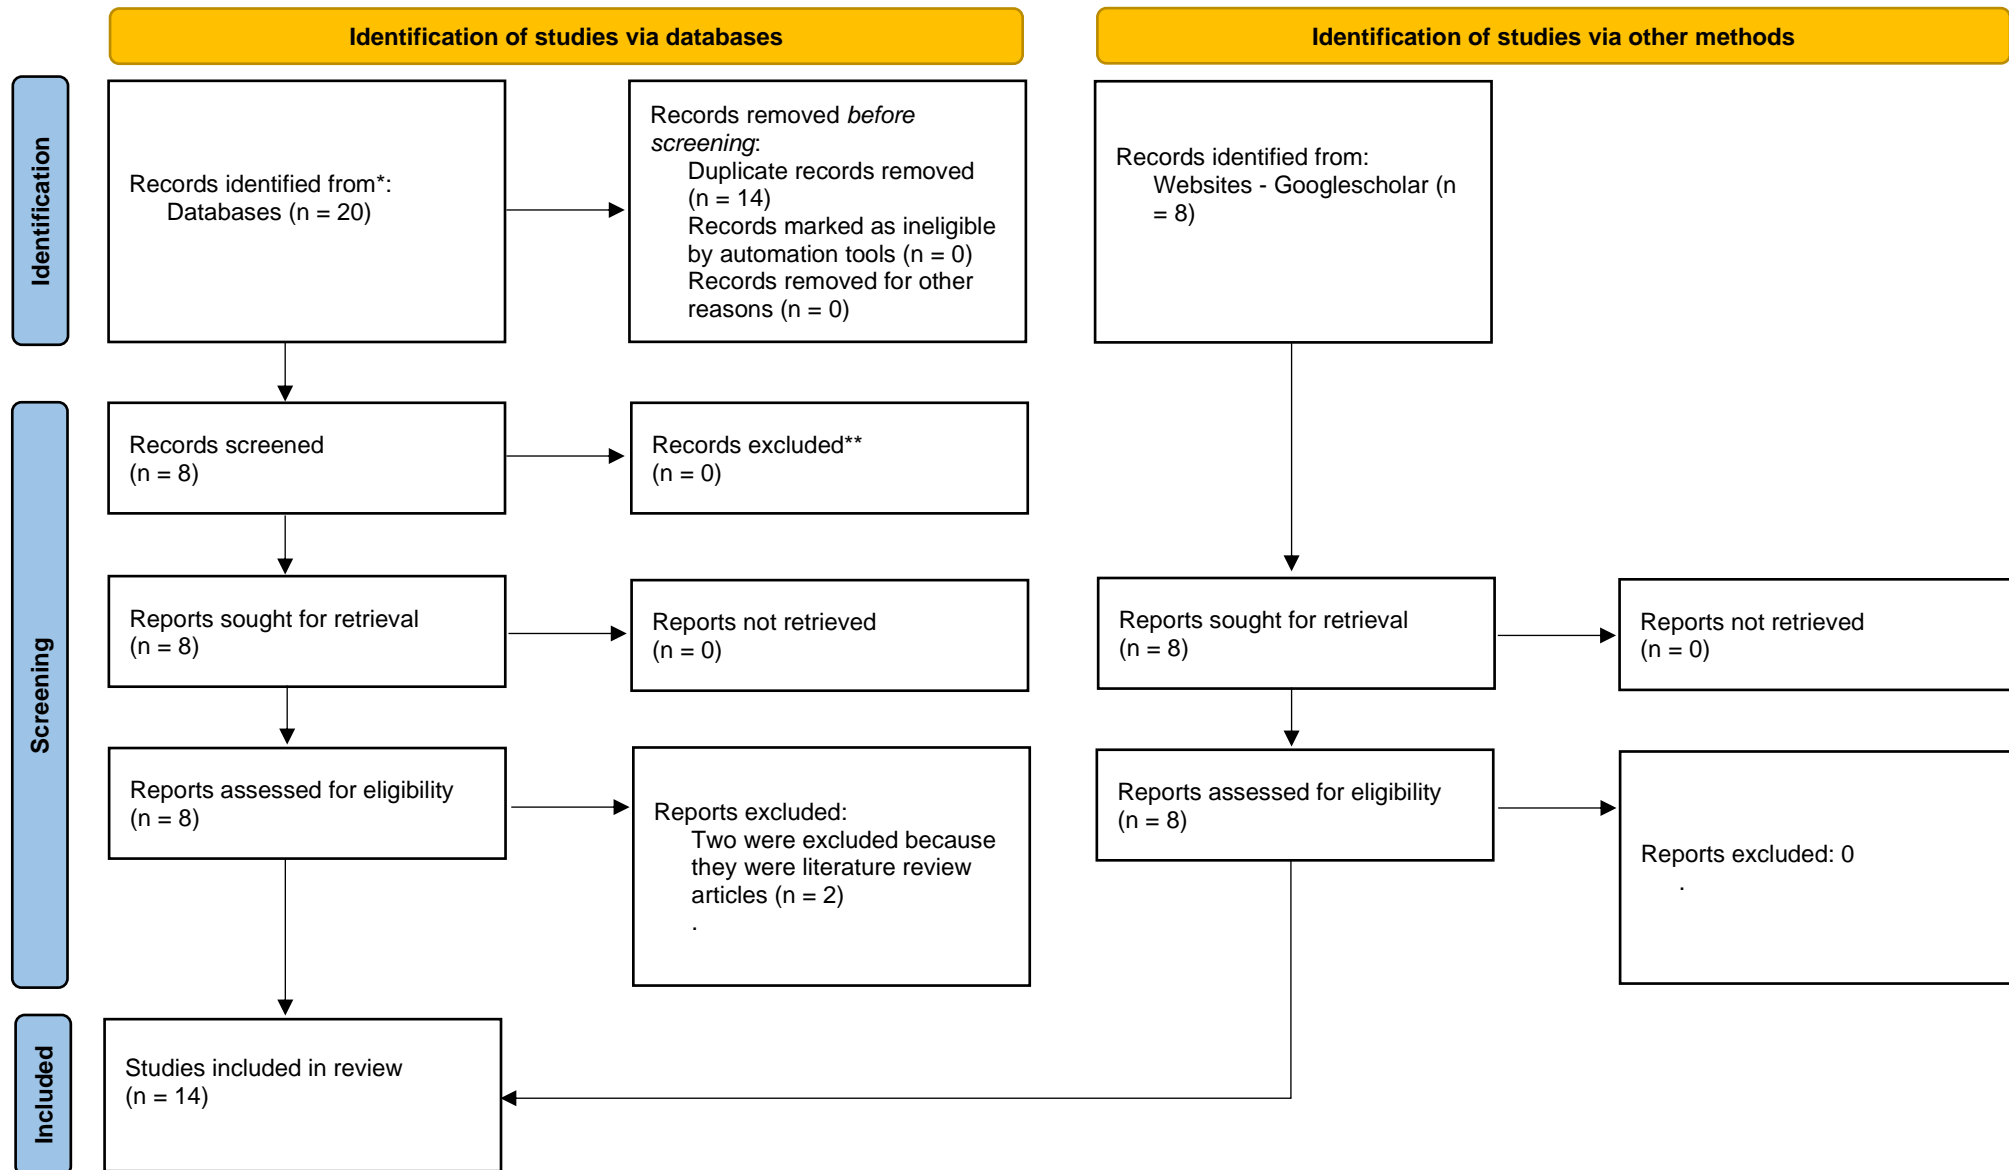 Identification of studies via databases
Identification of studies via other methods
Identification
Records identified from*:
Databases (n = 20)
Records removed before
screening:
Duplicate records removed
(n = 14)
Records marked as ineligible
by automation tools (n = 0)
Records removed for other
reasons (n = 0)
Records identified from:
Websites - Googlescholar (n
= 8)
Screening
Records screened
(n = 8)
Records excluded**
(n = 0)
Reports sought for retrieval
(n = 8)
Reports not retrieved
(n = 0)
Reports sought for retrieval
(n = 8)
Reports not retrieved
(n = 0)
Reports assessed for eligibility
(n = 8)
Reports excluded:
Two were excluded because
they were literature review
articles (n = 2)
.
Reports assessed for eligibility
(n = 8)
Reports excluded: 0
.
Included
Studies included in review
(n = 14)